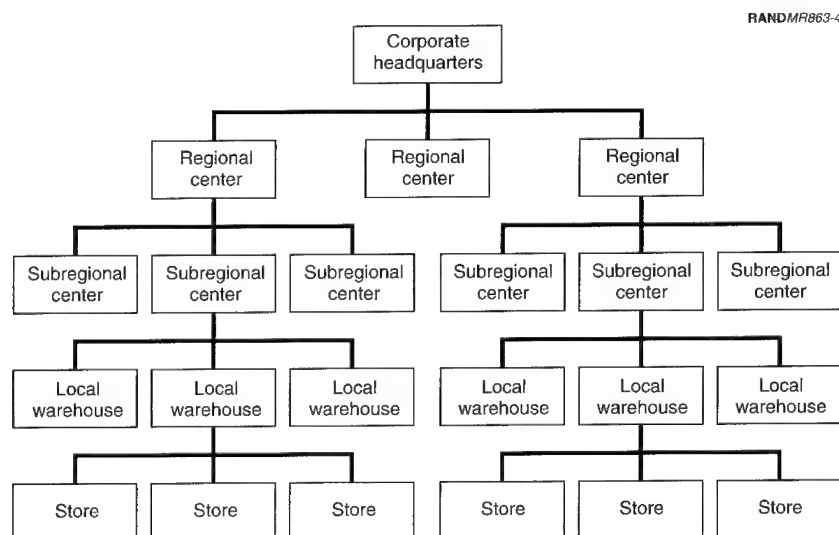 RANDMR863-4
Corporate
headquarters
Regional
center
Regional
center
Regional
center
Subregional
center
Subregional
center
Subregional
center
Subregional
center
Subregional
center
Subregional
center
Local
warehouse
Local
warehouse
Local
warehouse
Local
warehouse
Local
warehouse
Local
warehouse
Store
Store
Store
Store
Store
Store